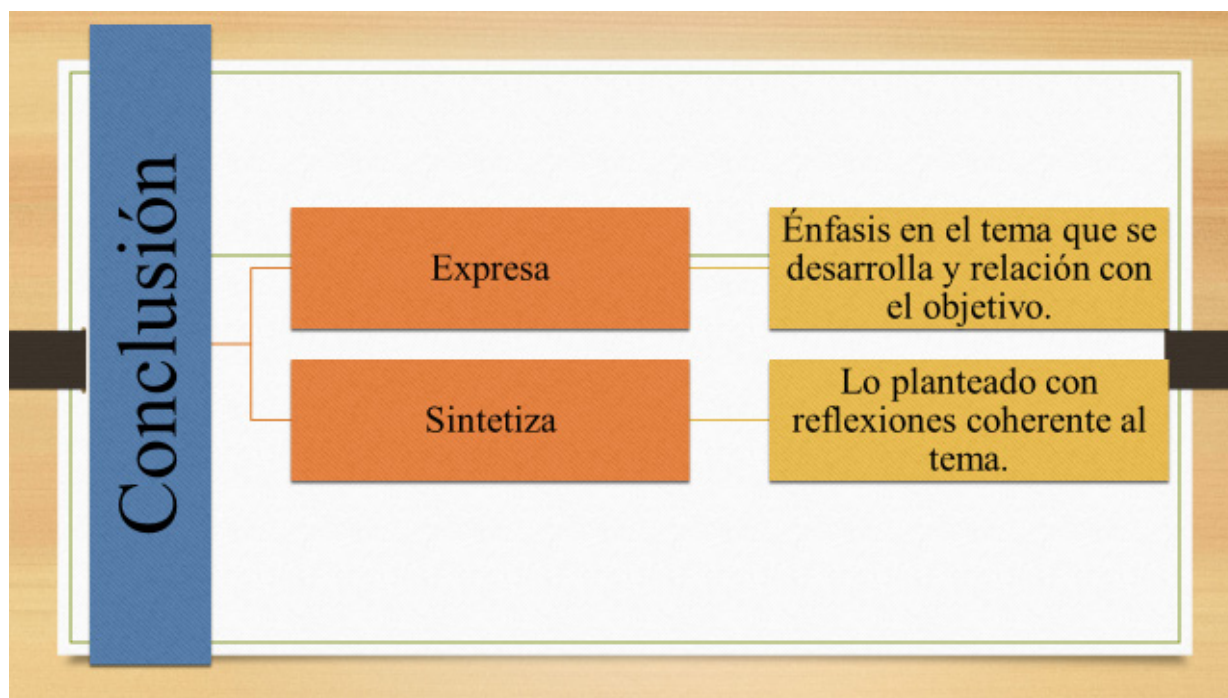 Conclusión
Expresa
Énfasis en el tema que se
desarrolla y relación con
el objetivo.
Sintetiza
Lo planteado con
reflexiones coherente al
tema.